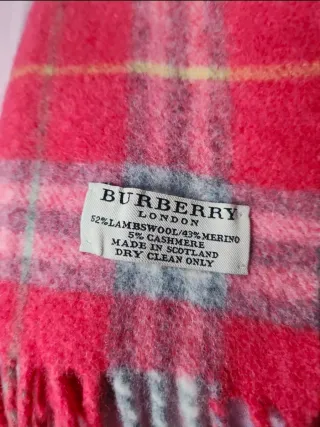 BURBERRY
LONDON
52%LAMBSWOOL/43%MERINO
5% CASHMERE
MADE IN SCOTLAND
DRY CLEAN ONLY